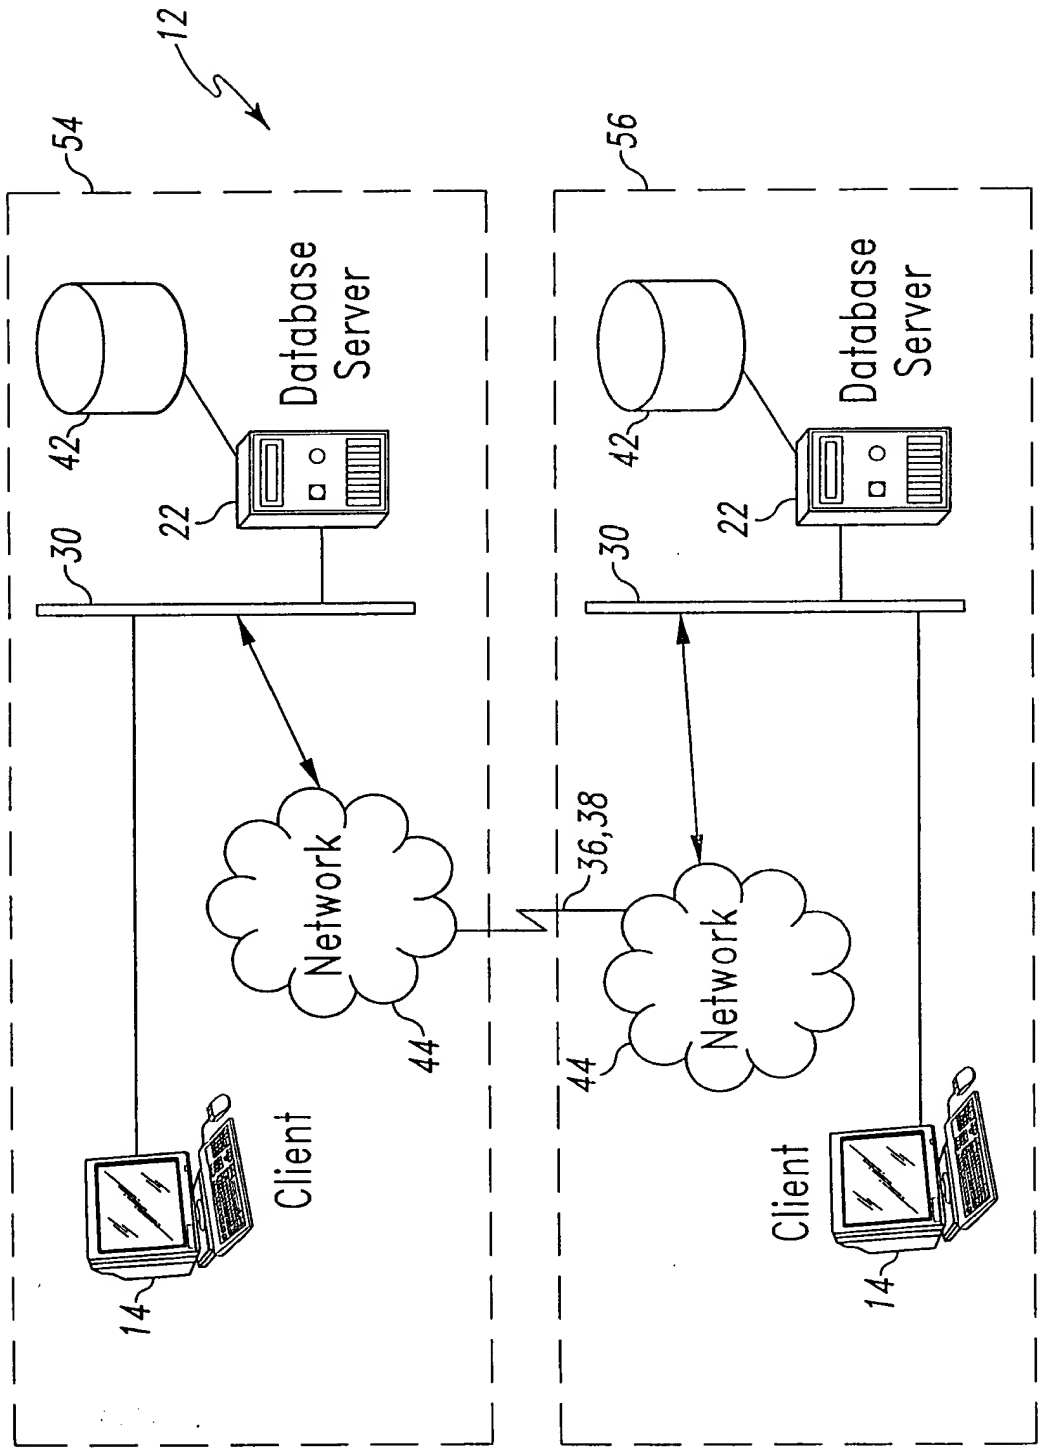 12
54
42
Database
Server
22
30
Network
44
Client
14
36,38
56
42
Database
Server
22
30
Network
44
Client
14